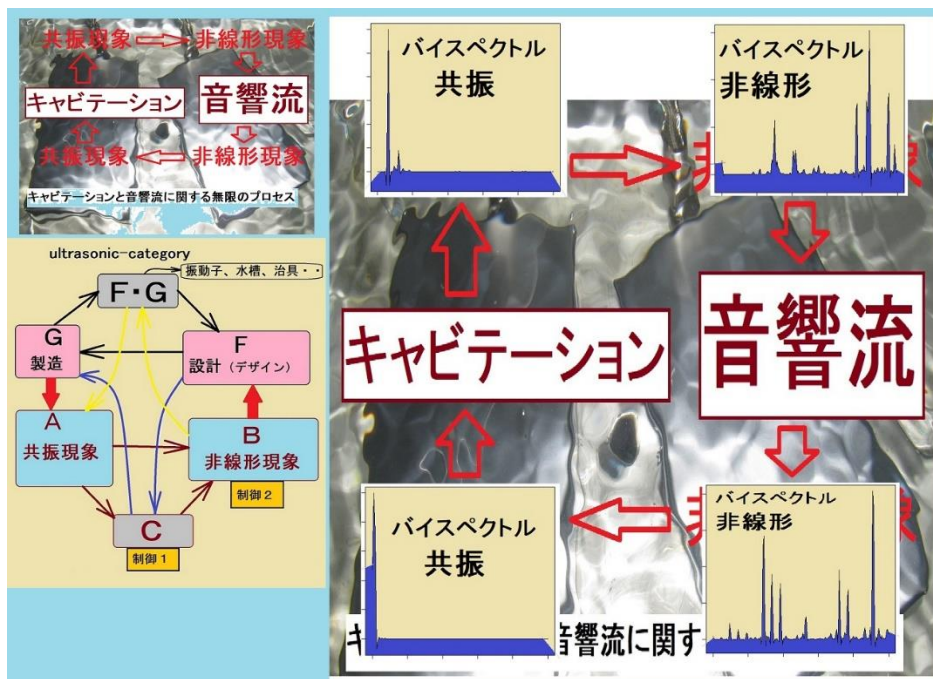 共振現象
非線形現象
キャビテーション
音響流
共振現象
非線形現象
キャビテーションと音響流に関する無限のプロセス
ultrasonic-category
振動子、水槽、治具・・
F・G
G
製造
F
設計（デザイン）
A
共振現象
B
非線形現象
制御2
C
制御1
バイスペクトル
共振
バイスペクトル
非線形
非
象
キャビテーション
音響流
バイスペクトル
共振
バイスペクトル
非線形
非
象
キ
音響流に関す